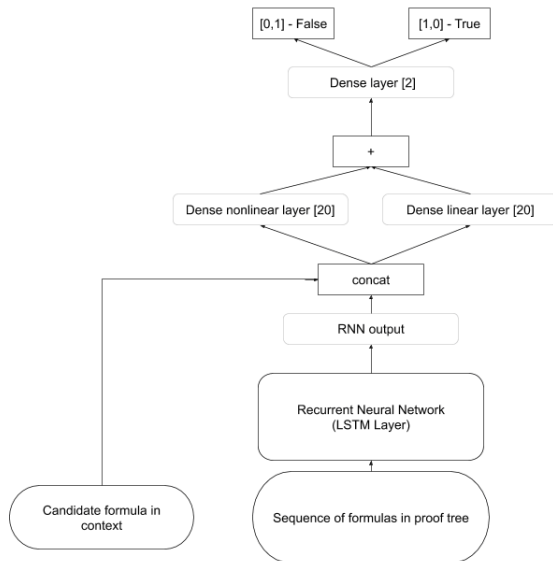 [0,1] - False
[1,0] - True
Dense layer [2]
+
Dense nonlinear layer [20]
Dense linear layer [20]
concat
RNN output
Recurrent Neural Network
(LSTM Layer)
Candidate formula in
context
Sequence of formulas in proof tree